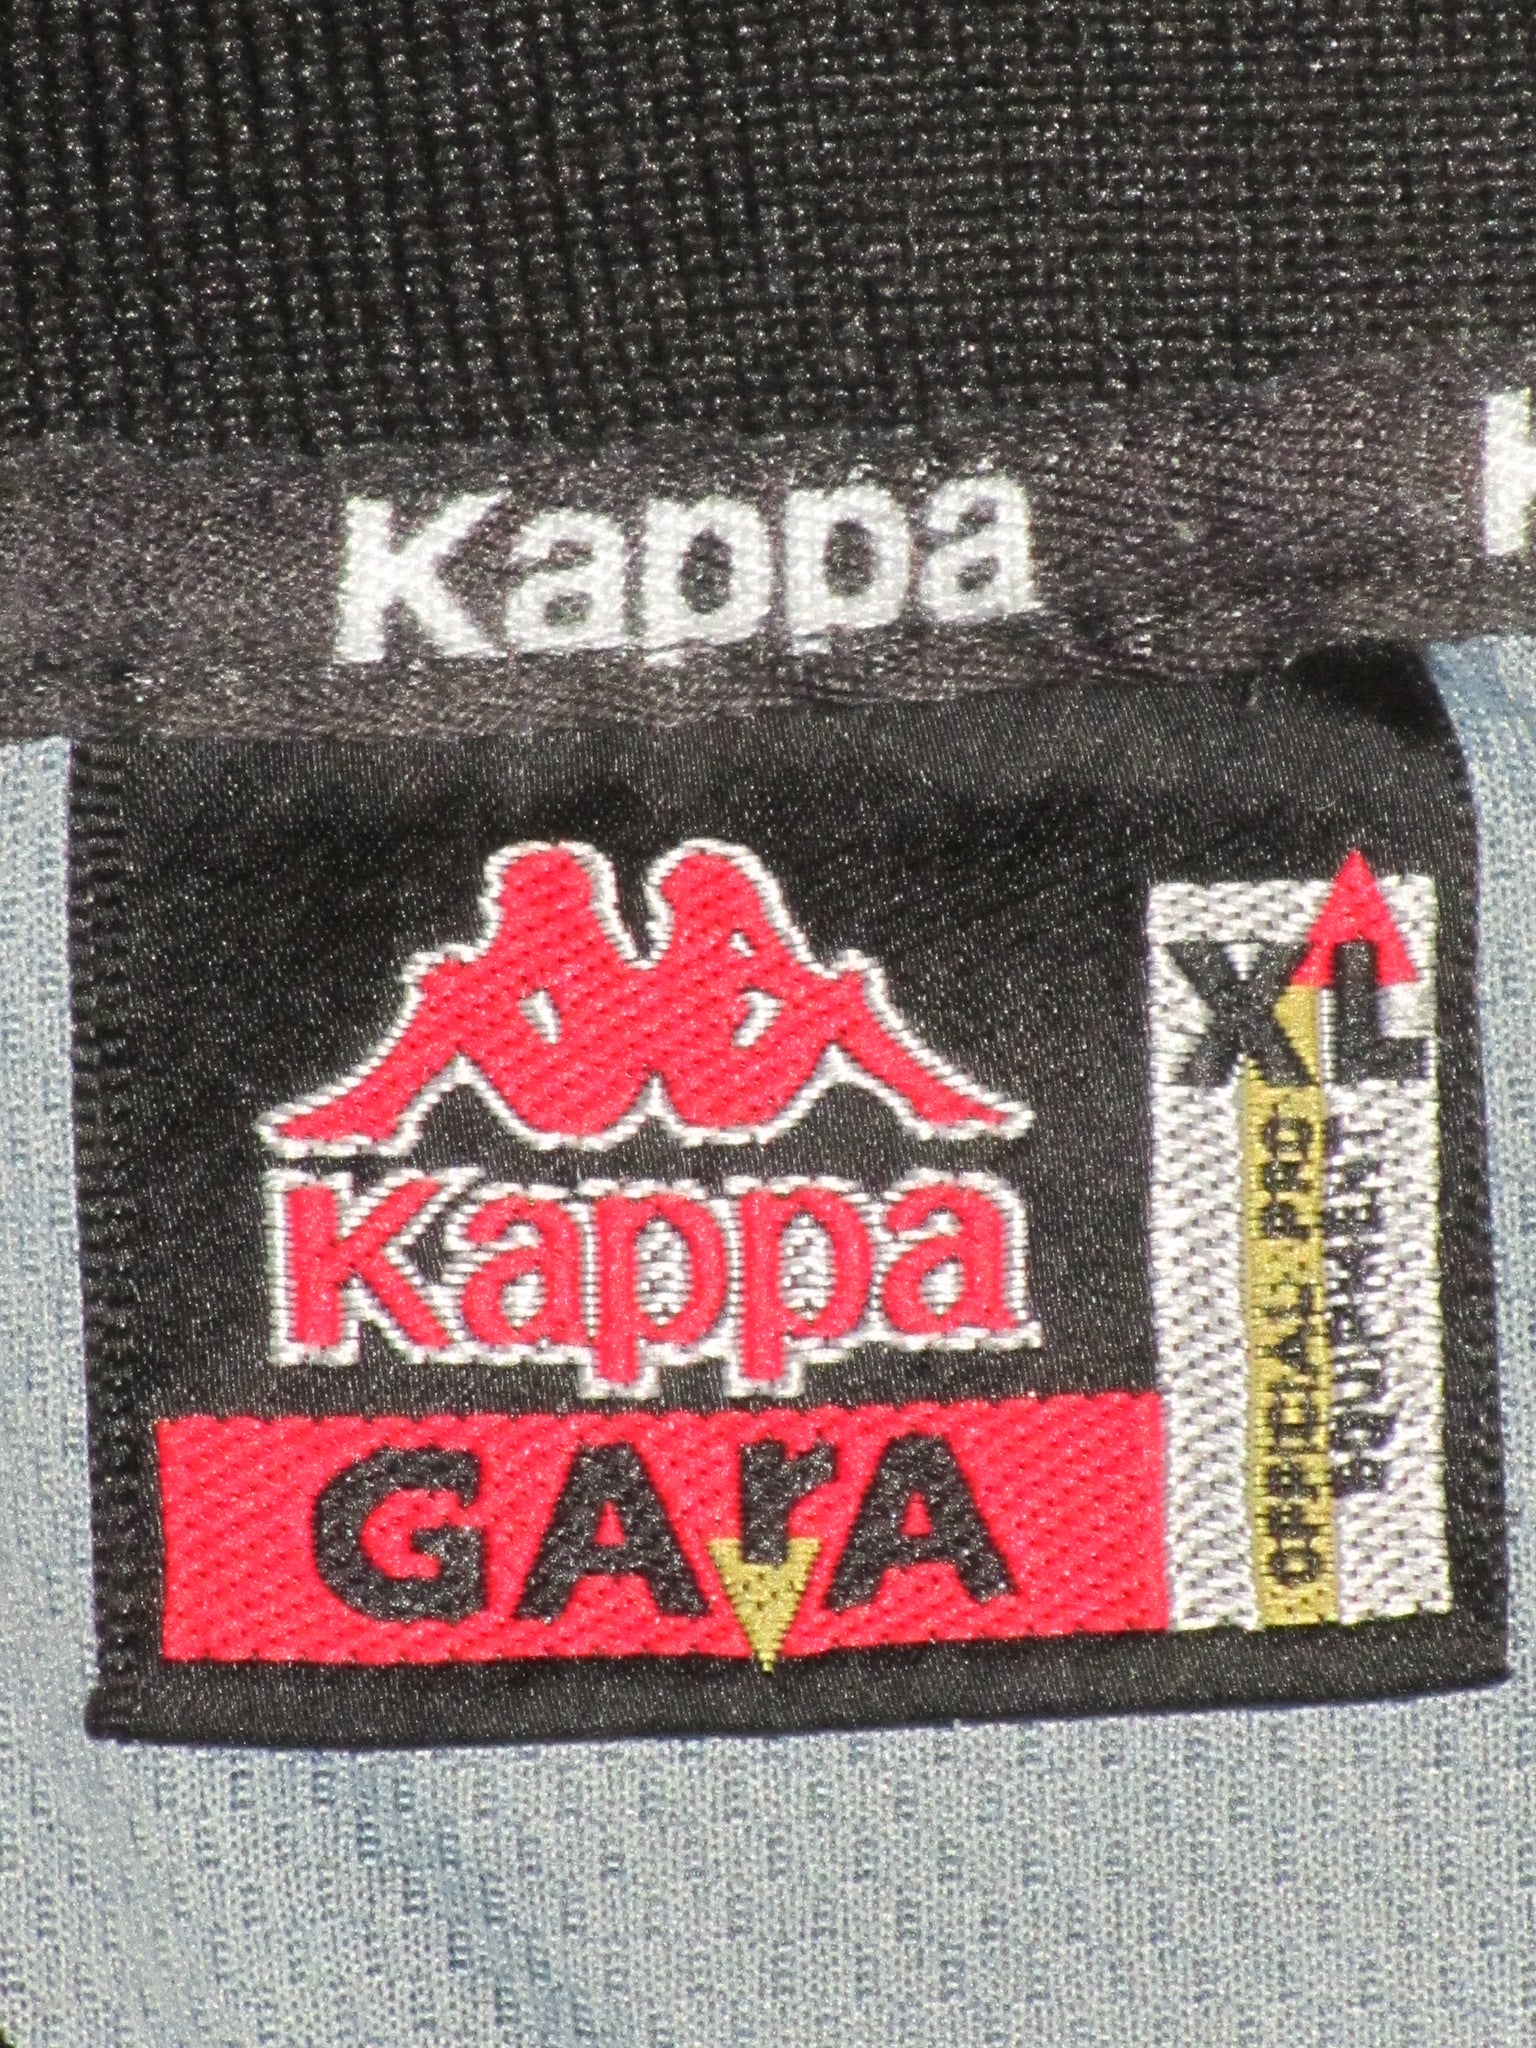 Kappa
K
Kappa
GArA
XL
OFFICIAL PRO
EQUIPMENT